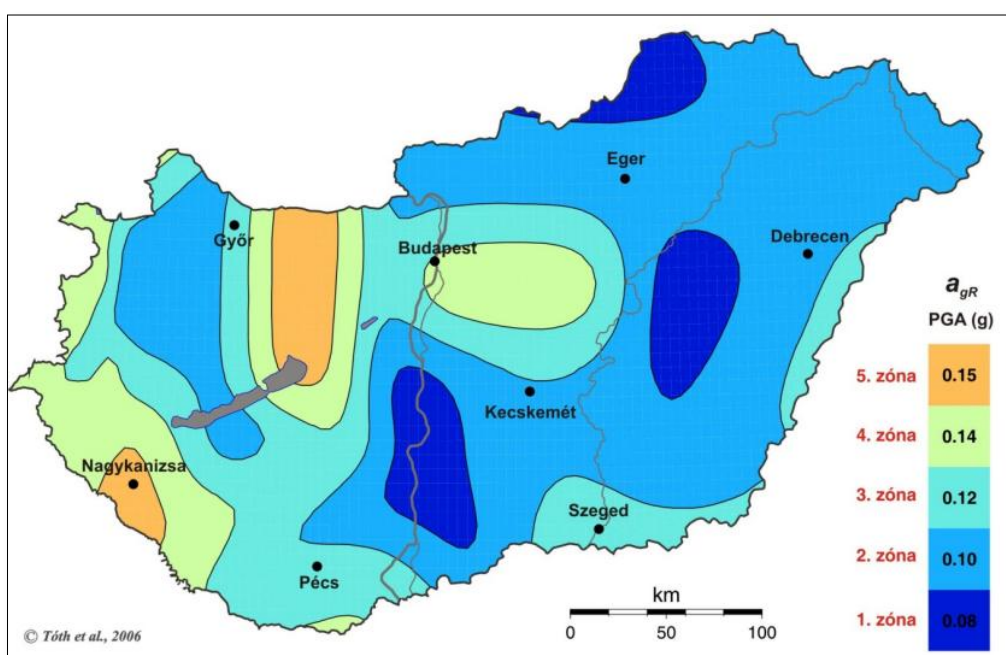 Eger
Győr
Budapest
Debrecen
a_gR
PGA (g)
5. zóna 0.15
Kecskemét
4. zóna 0.14
Nagykanizsa
3. zóna 0.12
Szeged
2. zóna 0.10
Pécs
km
0 50 100
1. zóna 0.08
© Tóth et al., 2006